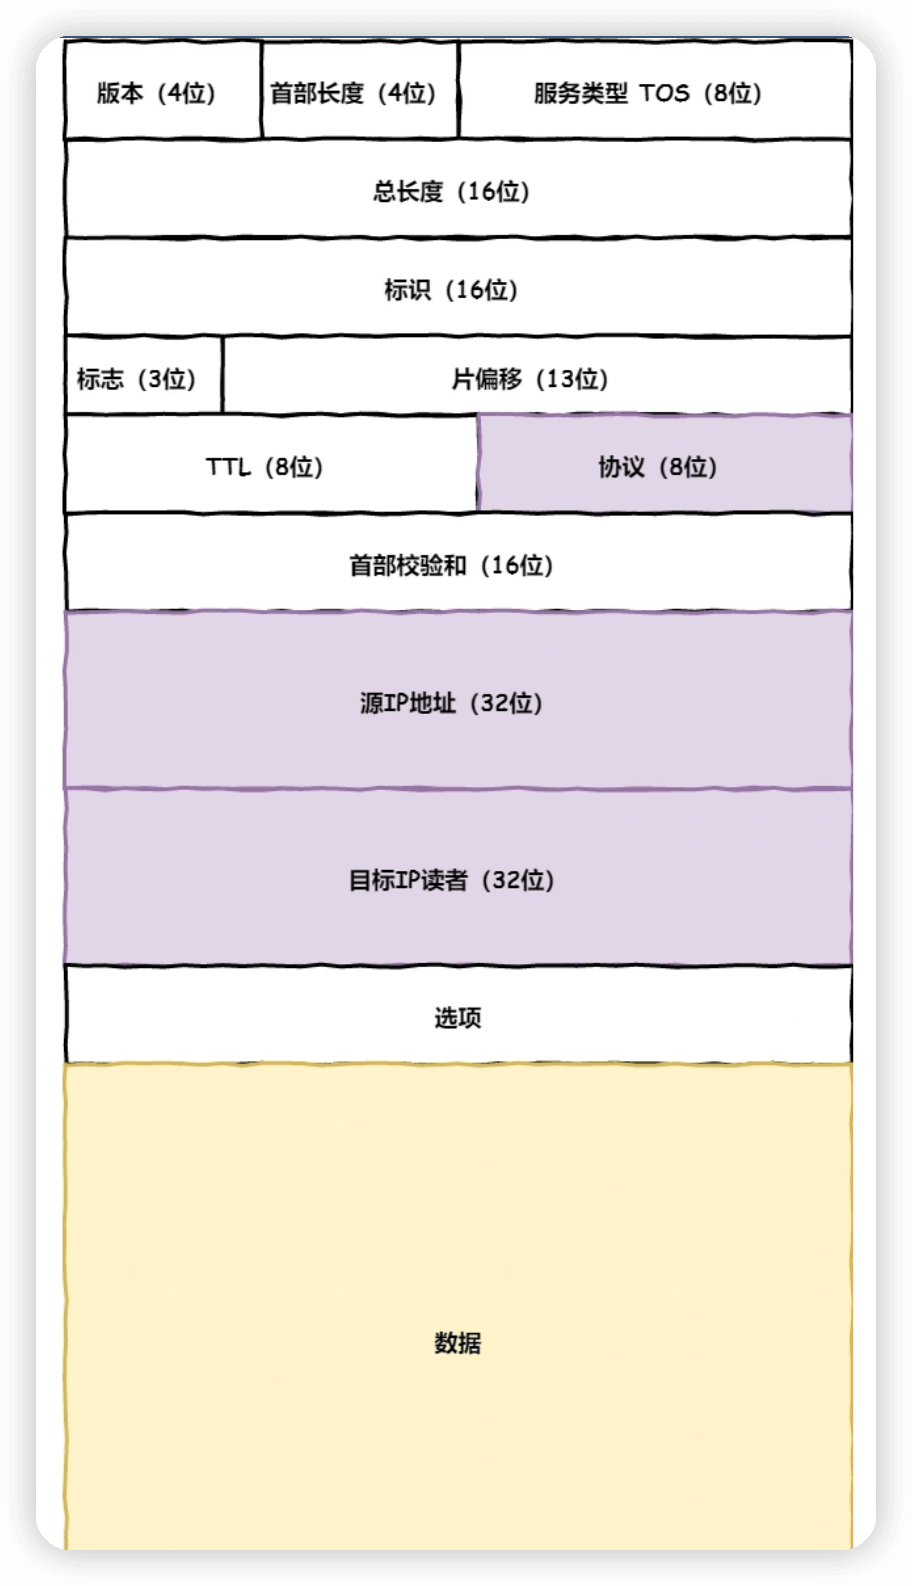 版本（4位） 首部长度（4位） 服务类型 TOS（8位）
总长度（16位）
标识（16位）
标志（3位） 片偏移（13位）
TTL（8位） 协议（8位）
首部校验和（16位）
源IP地址（32位）
目标IP读者（32位）
选项
数据